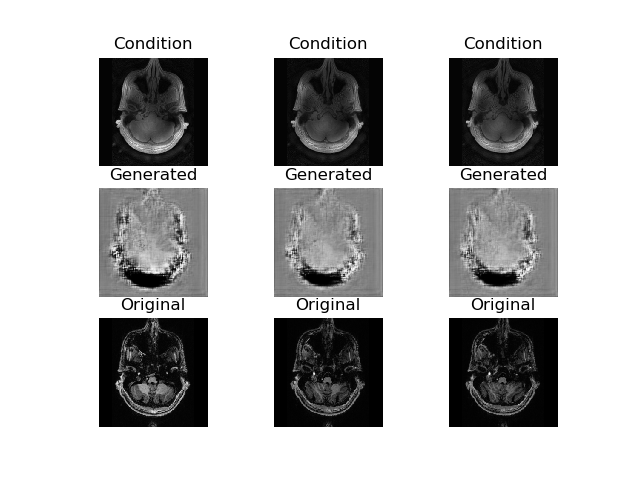 Condition Condition Condition
Generated Generated Generated
Original Original Original